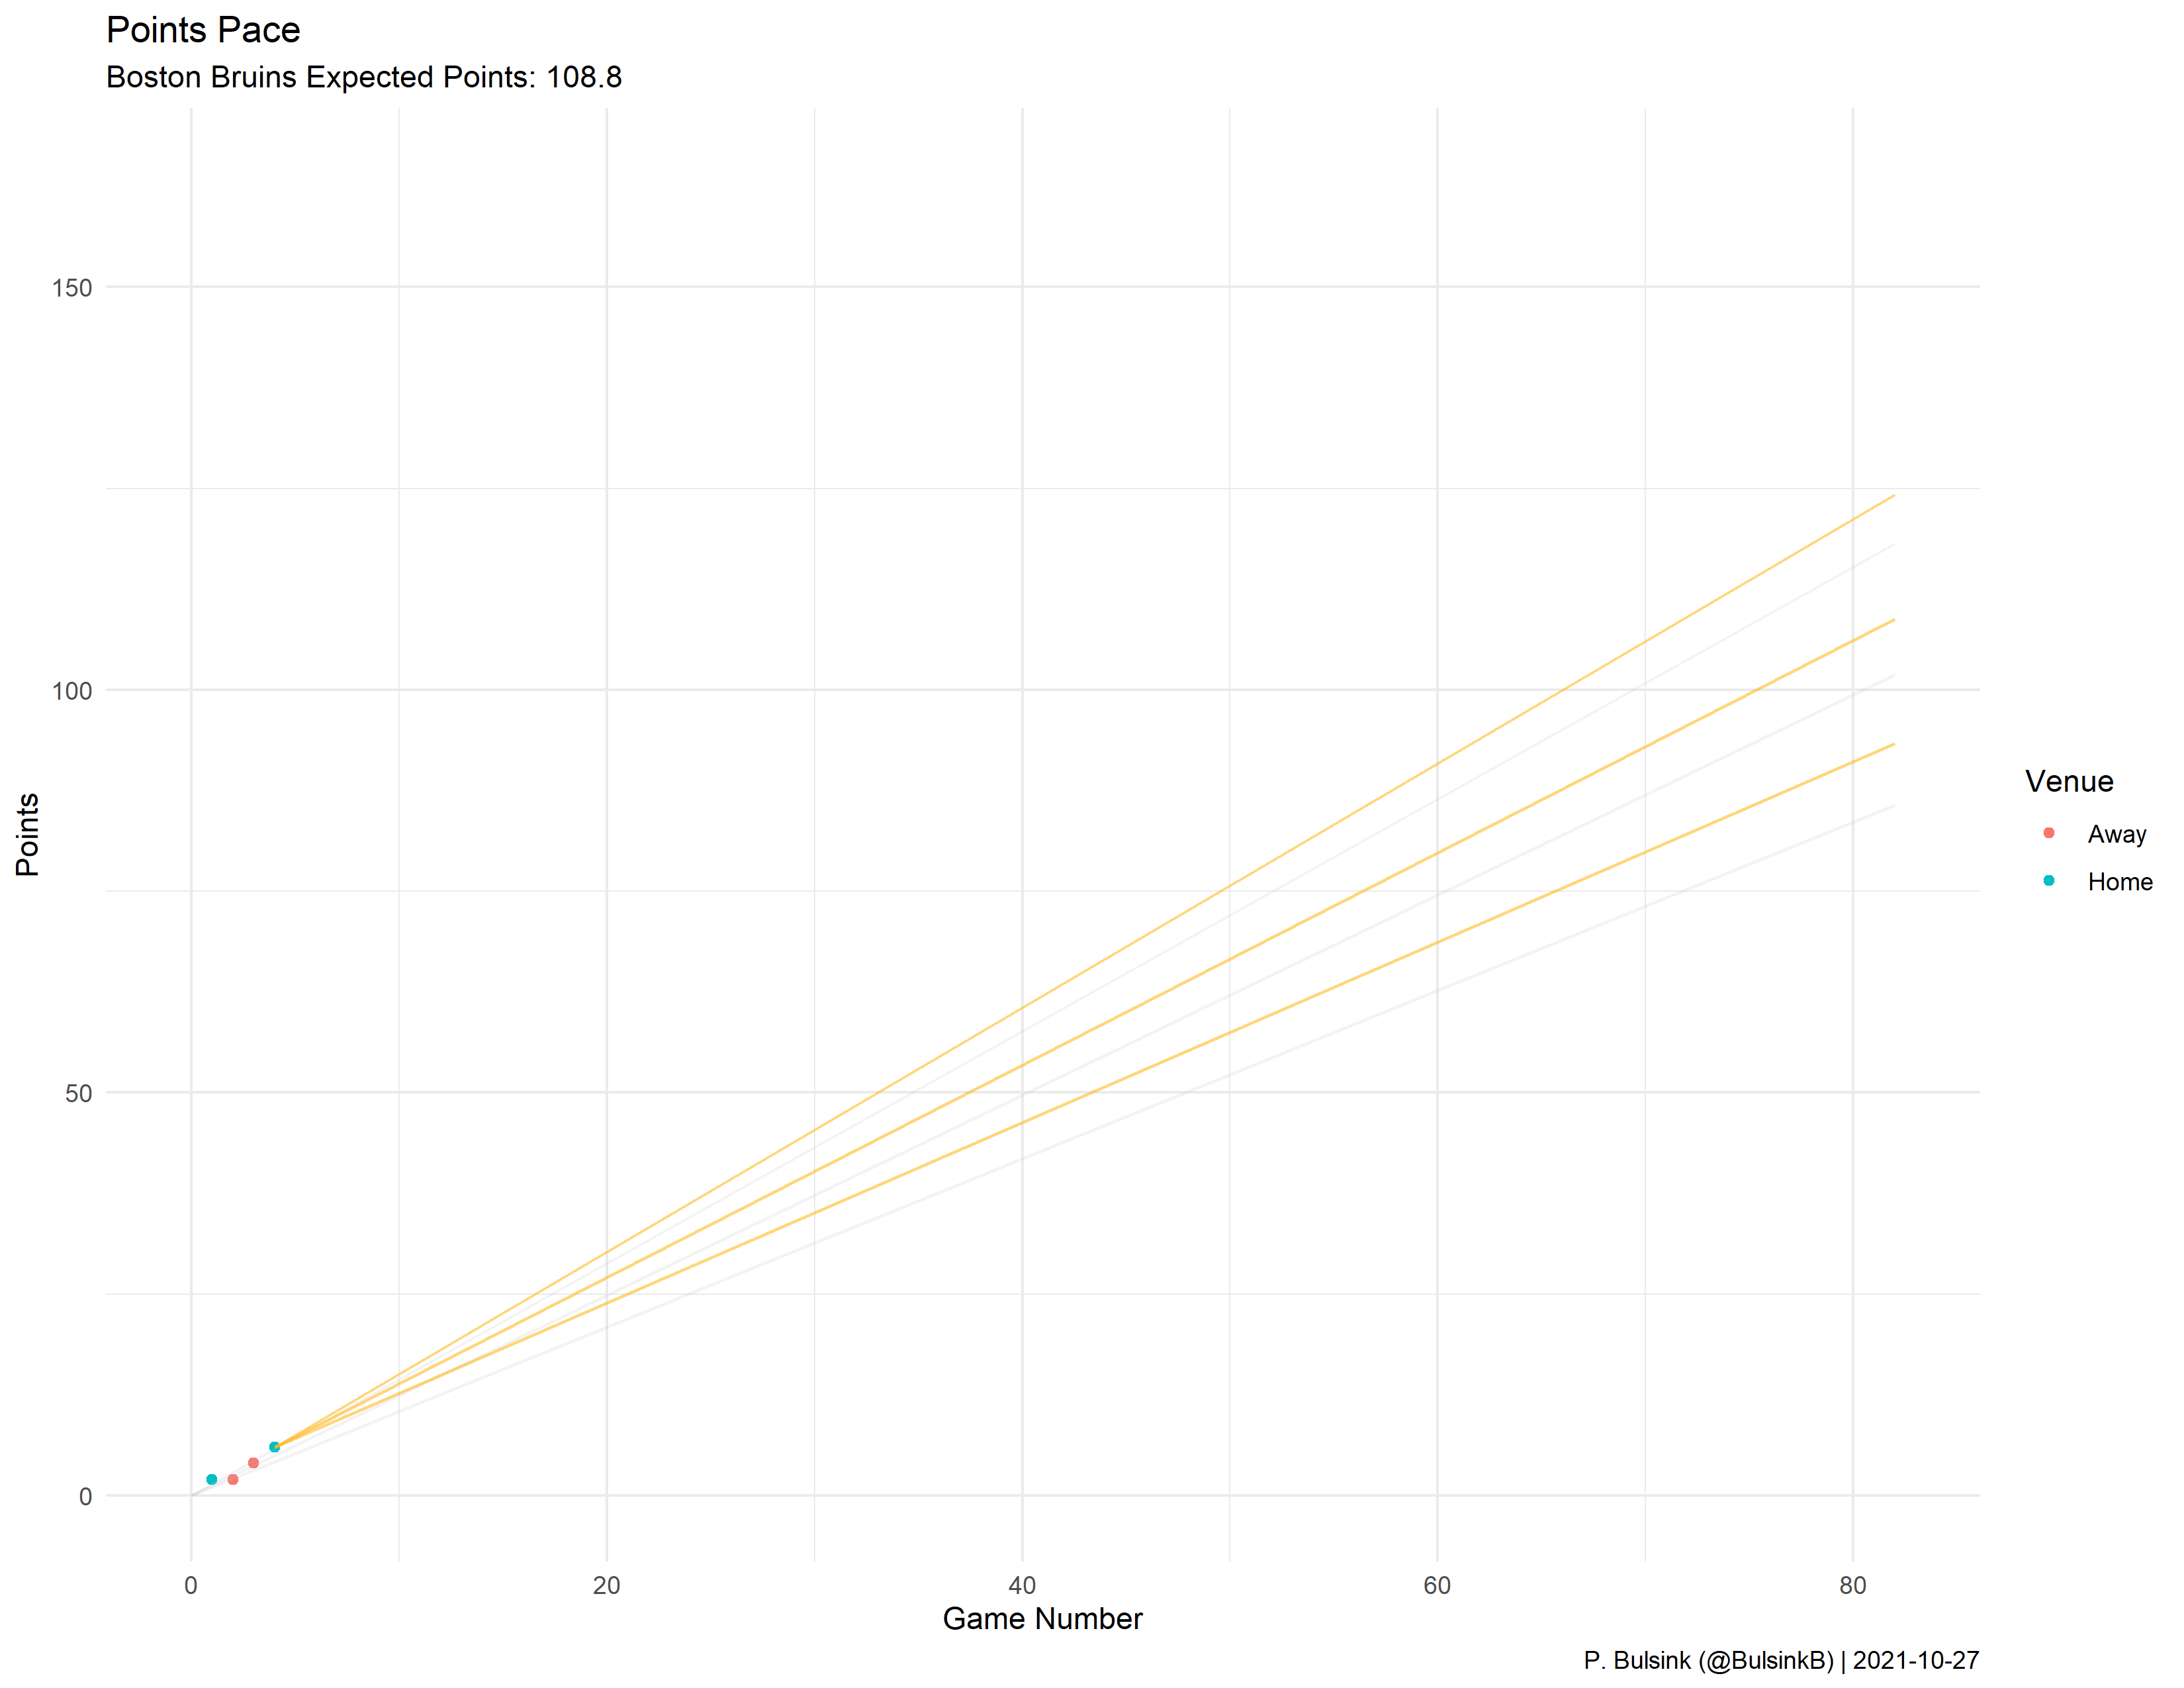 Points Pace
Boston Bruins Expected Points: 108.8
150
100
50
0
Points
0 20 40 60 80
Game Number
Venue
Away
Home
P. Bulsink (@BulsinkB) | 2021-10-27